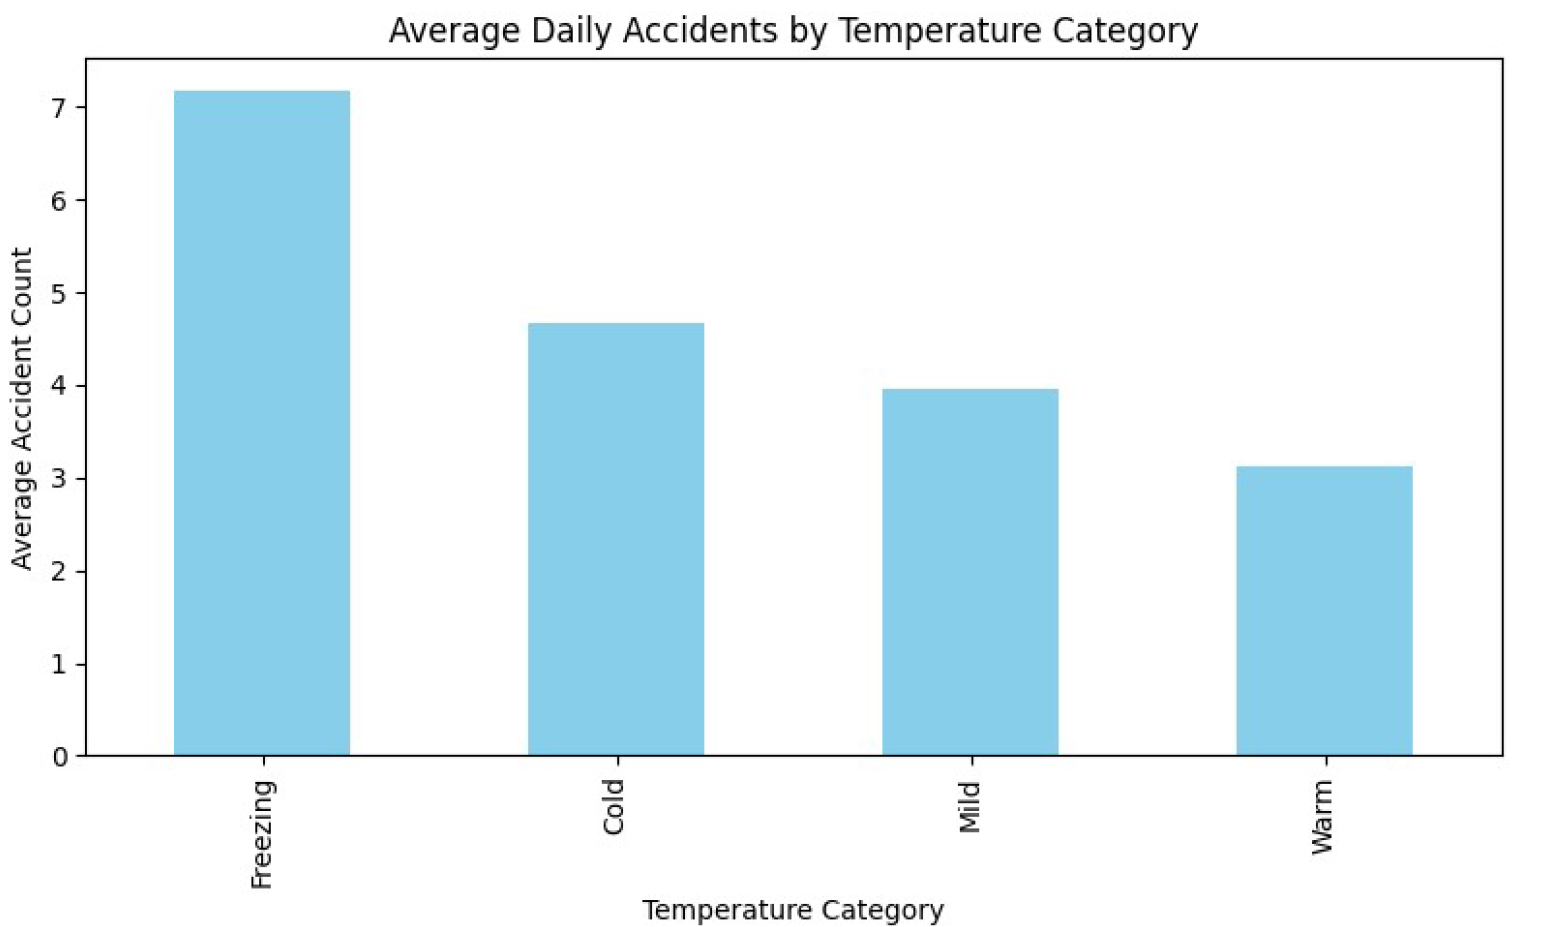 Average Daily Accidents by Temperature Category
Average Accident Count
7
6
5
4
3
2
1
0
Freezing
Cold
Mild
Warm
Temperature Category